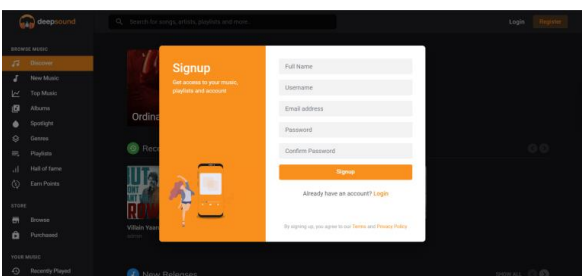 deepsound
Search for songs, artists, playlists and more..
Login
Register
BROWSE MUSIC
Discover
New Music
Top Music
Albums
Spotlight
Genres
Playlists
Hall of fame
Earn Points
STORE
Browse
Purchased
YOUR MUSIC
Recently Played
Ordina
Rece
Villain
New Releases
SHOW ALL
Signup
Get access to your music,
playlists and account
Full Name
Username
Email address
Password
Confirm Password
Signup
Already have an account? Login
By signing up, you agree to our Terms and Privacy Policy